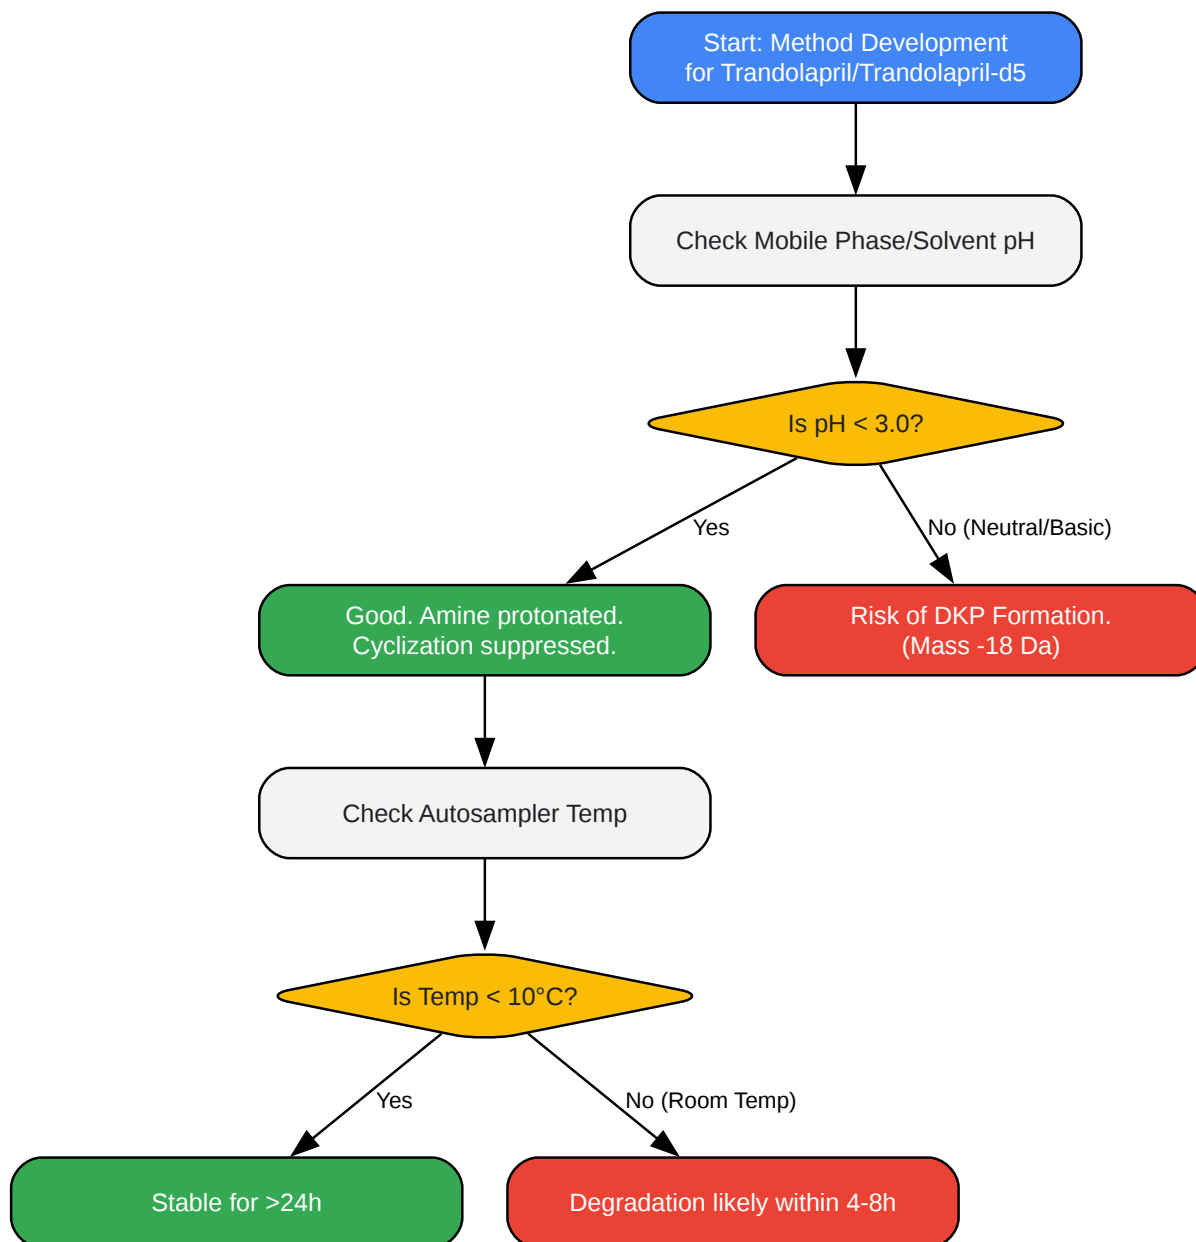 Start: Method Development
for Trandolapril/Trandolapril-d5
Check Mobile Phase/Solvent pH
Is pH < 3.0?
Yes
No (Neutral/Basic)
Good. Amine protonated.
Cyclization suppressed.
Risk of DKP Formation.
(Mass -18 Da)
Check Autosampler Temp
Is Temp < 10°C?
Yes
No (Room Temp)
Stable for >24h
Degradation likely within 4-8h